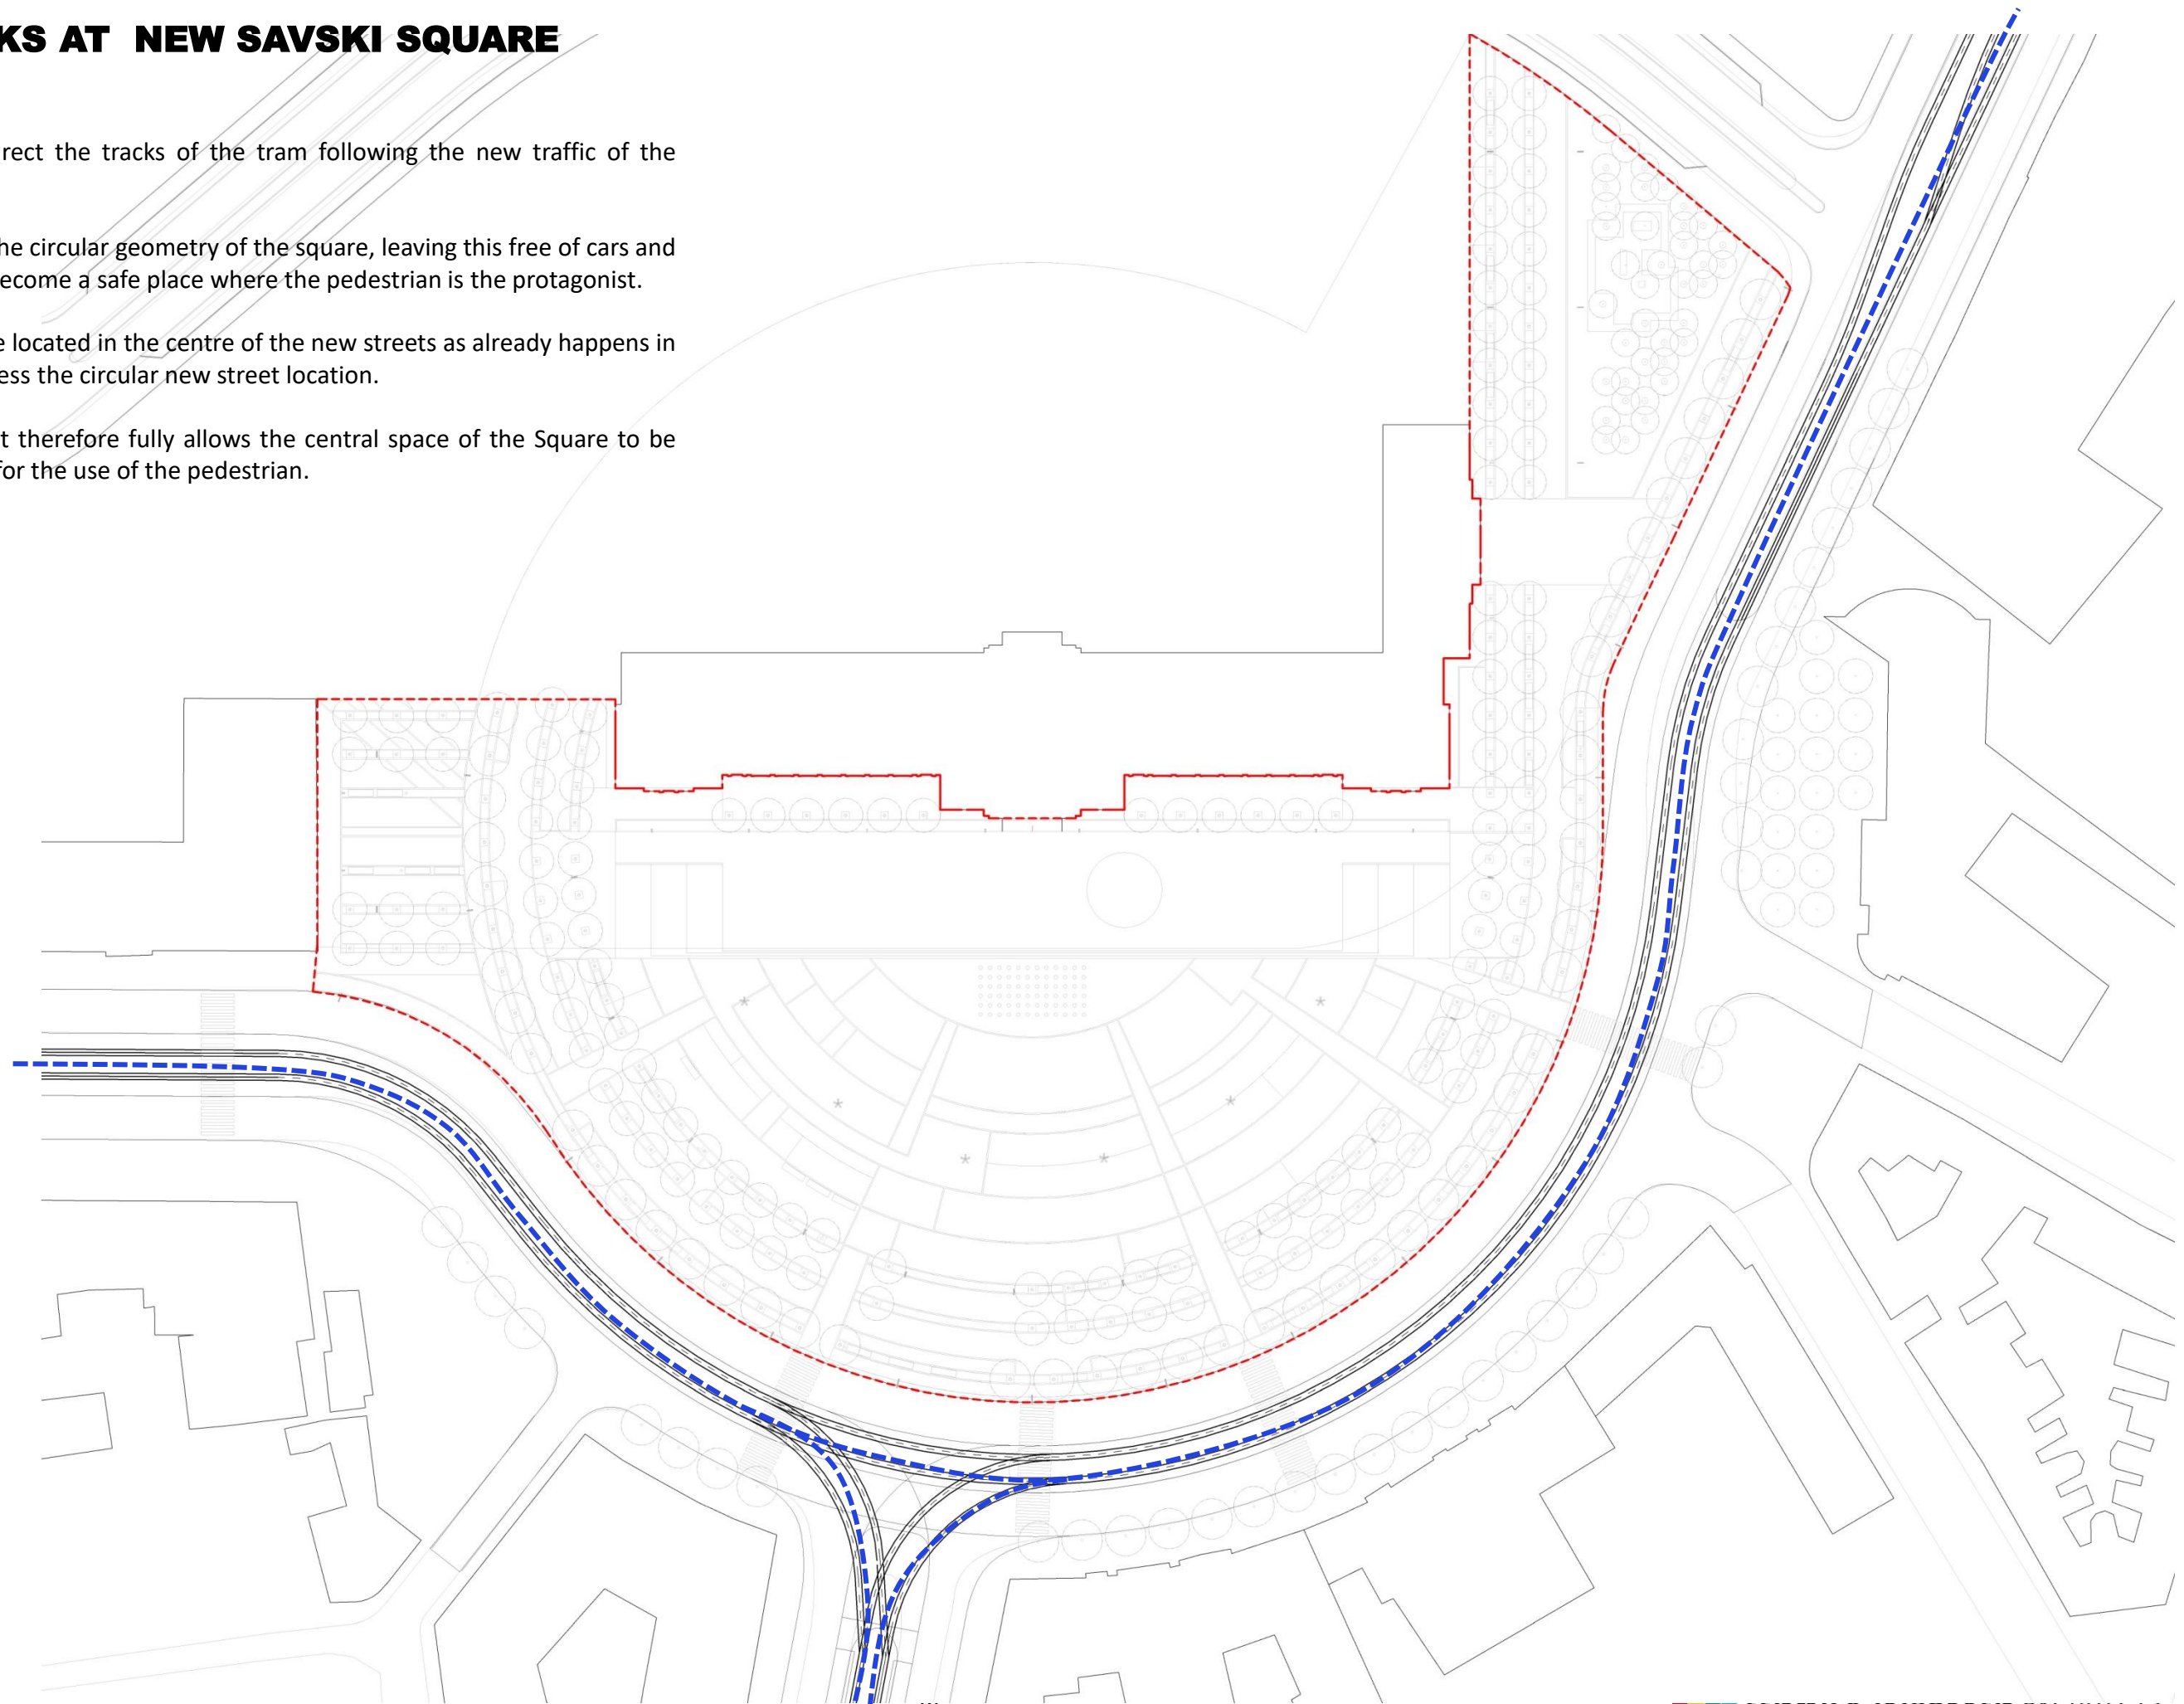 KS AT NEW SAVSKI SQUARE
rect the tracks of the tram following the new traffic of the
he circular geometry of the square, leaving this free of cars and
ecome a safe place where the pedestrian is the protagonist.
e located in the centre of the new streets as already happens in
ess the circular new street location.
t therefore fully allows the central space of the Square to be
for the use of the pedestrian.